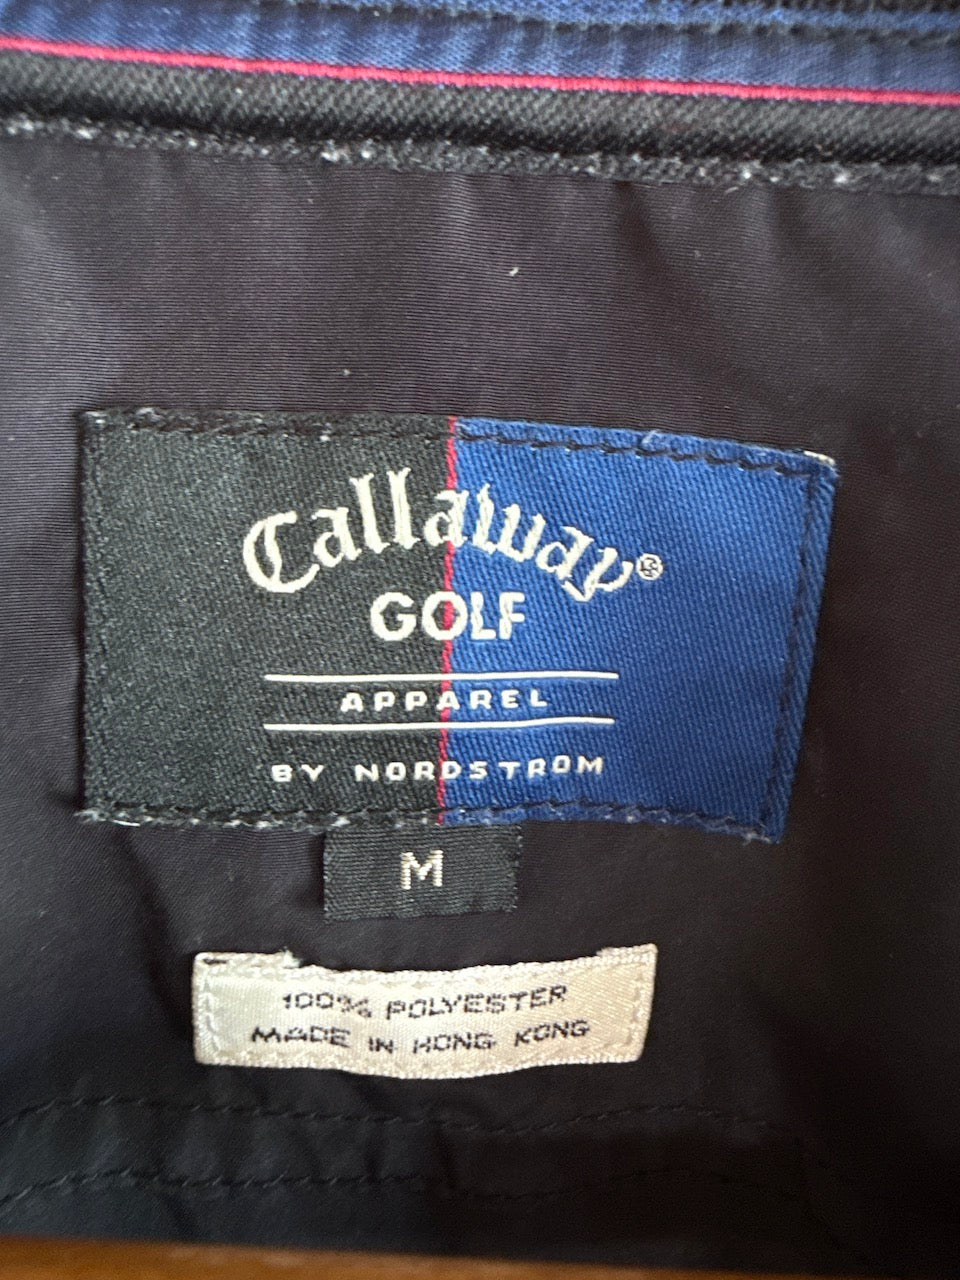 Callaway®
GOLF
APPAREL
BY NORDSTROM
M
100% POLYESTER
MADE IN HONG KONG